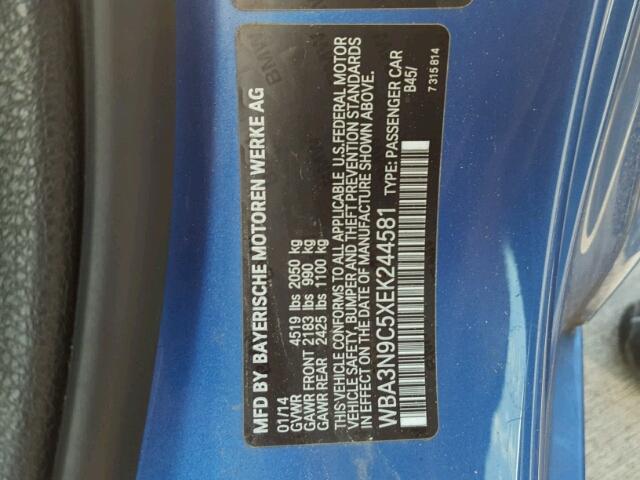 MFD BY BAYERISCHE MOTOREN WERKE AG
01/14
GVWR 4519 lbs 2050 kg
GAWR FRONT 2183 lbs 990 kg
GAWR REAR 2425 lbs 1100 kg
THIS VEHICLE CONFORMS TO ALL APPLICABLE U.S.FEDERAL MOTOR
VEHICLE SAFETY, BUMPER AND THEFT PREVENTION STANDARDS
IN EFFECT ON THE DATE OF MANUFACTURE SHOWN ABOVE.
WBA3N9C5XEK244581 TYPE: PASSENGER CAR
B45/
7 315 814